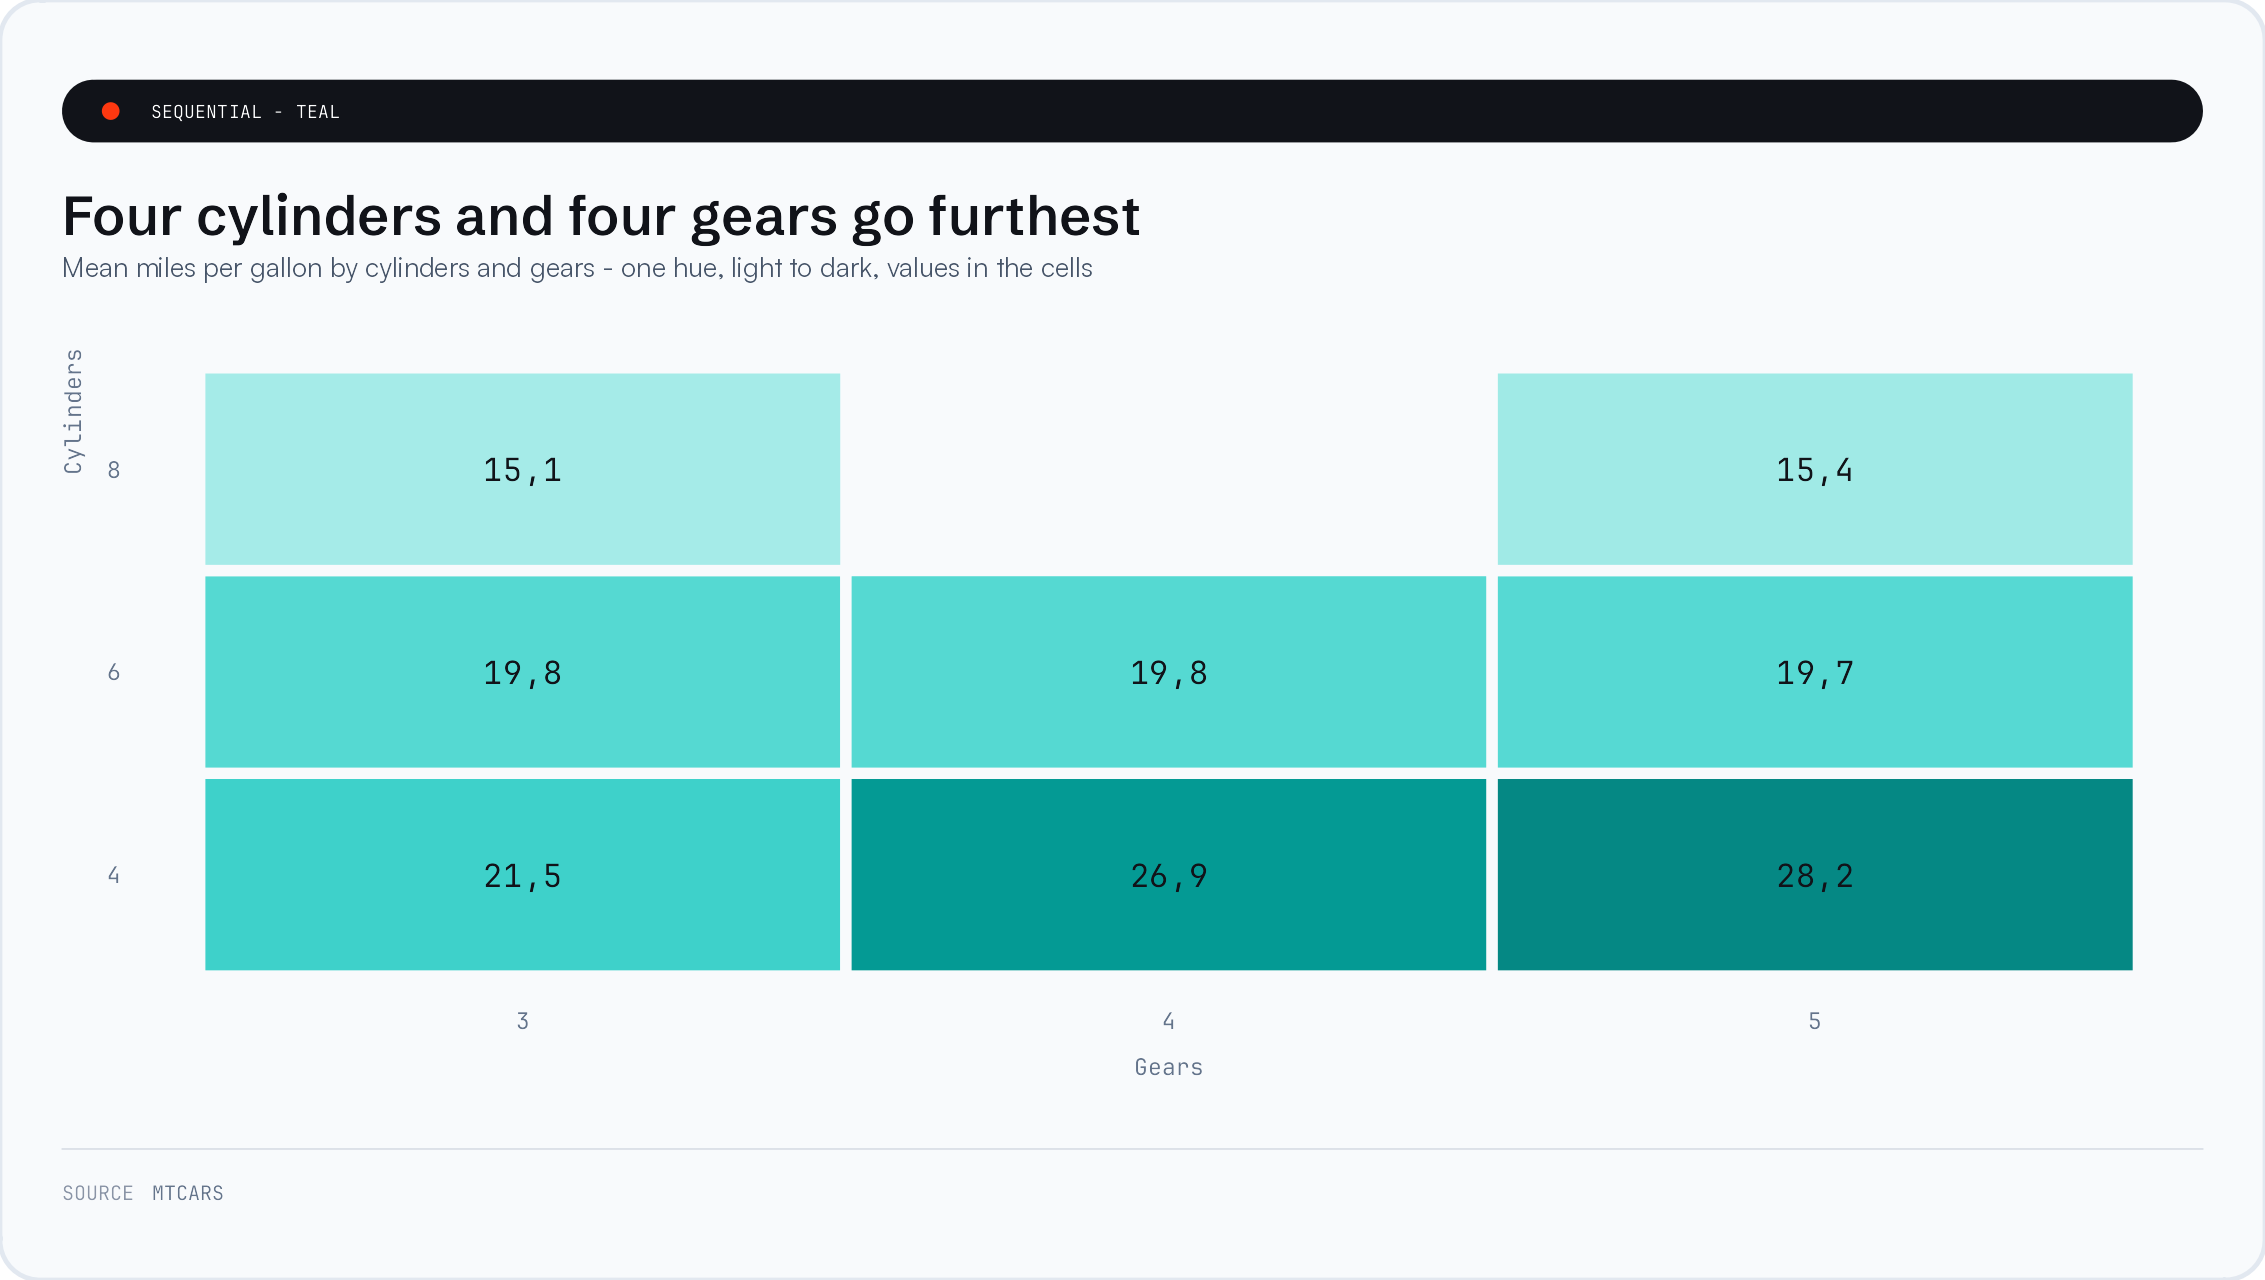 SEQUENTIAL - TEAL
Four cylinders and four gears go furthest
Mean miles per gallon by cylinders and gears - one hue, light to dark, values in the cells
Cylinders
8
15,1
15,4
6
19,8
19,8
19,7
4
21,5
26,9
28,2
3
4
5
Gears
SOURCE MTCARS